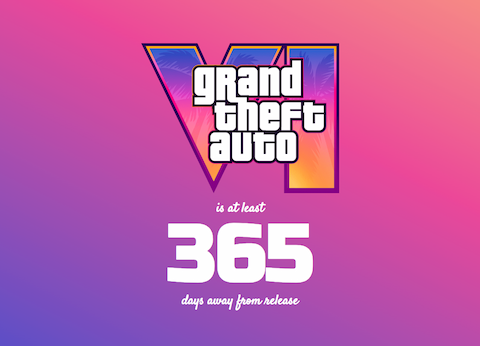 VI
grand
theft
auto
is at least
365
days away from release